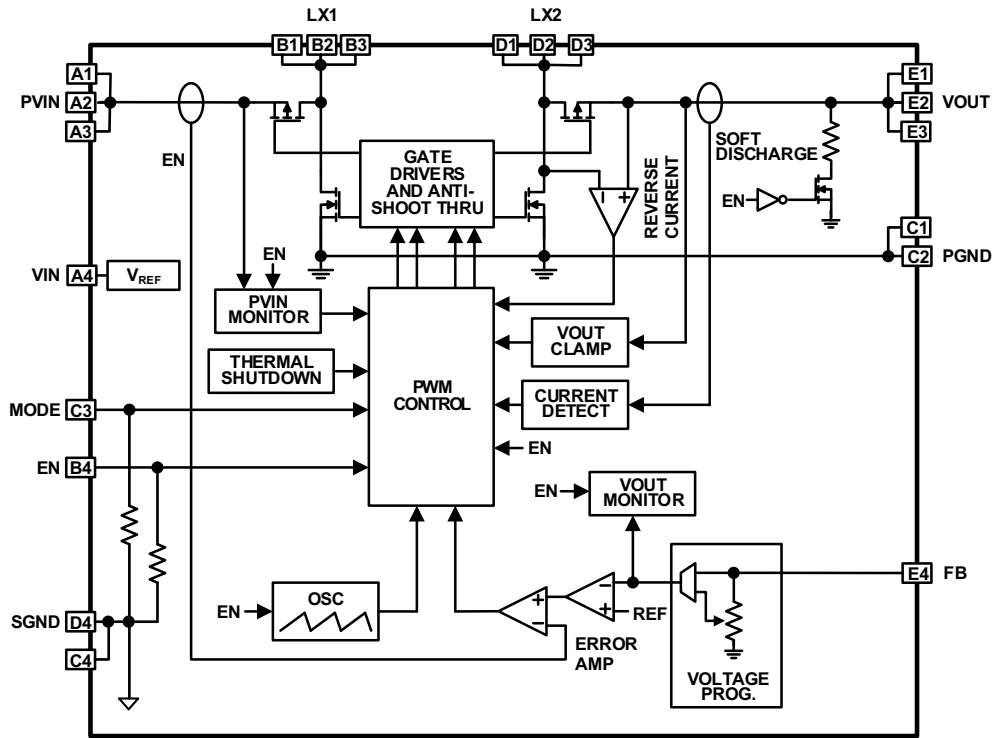 LX1
LX2
B1 B2 B3
D1 D2 D3
A1
PVIN A2
A3
E1
E2 VOUT
E3
EN
GATE
DRIVERS
AND ANTI-
SHOOT THRU
REVERSE
CURRENT
SOFT
DISCHARGE
EN
C1
C2 PGND
VIN A4
VREF
EN
PVIN
MONITOR
THERMAL
SHUTDOWN
PWM
CONTROL
VOUT
CLAMP
CURRENT
DETECT
EN
MODE C3
EN B4
EN
VOUT
MONITOR
E4 FB
EN
OSC
REF
ERROR
AMP
VOLTAGE
PROG.
SGND D4
C4